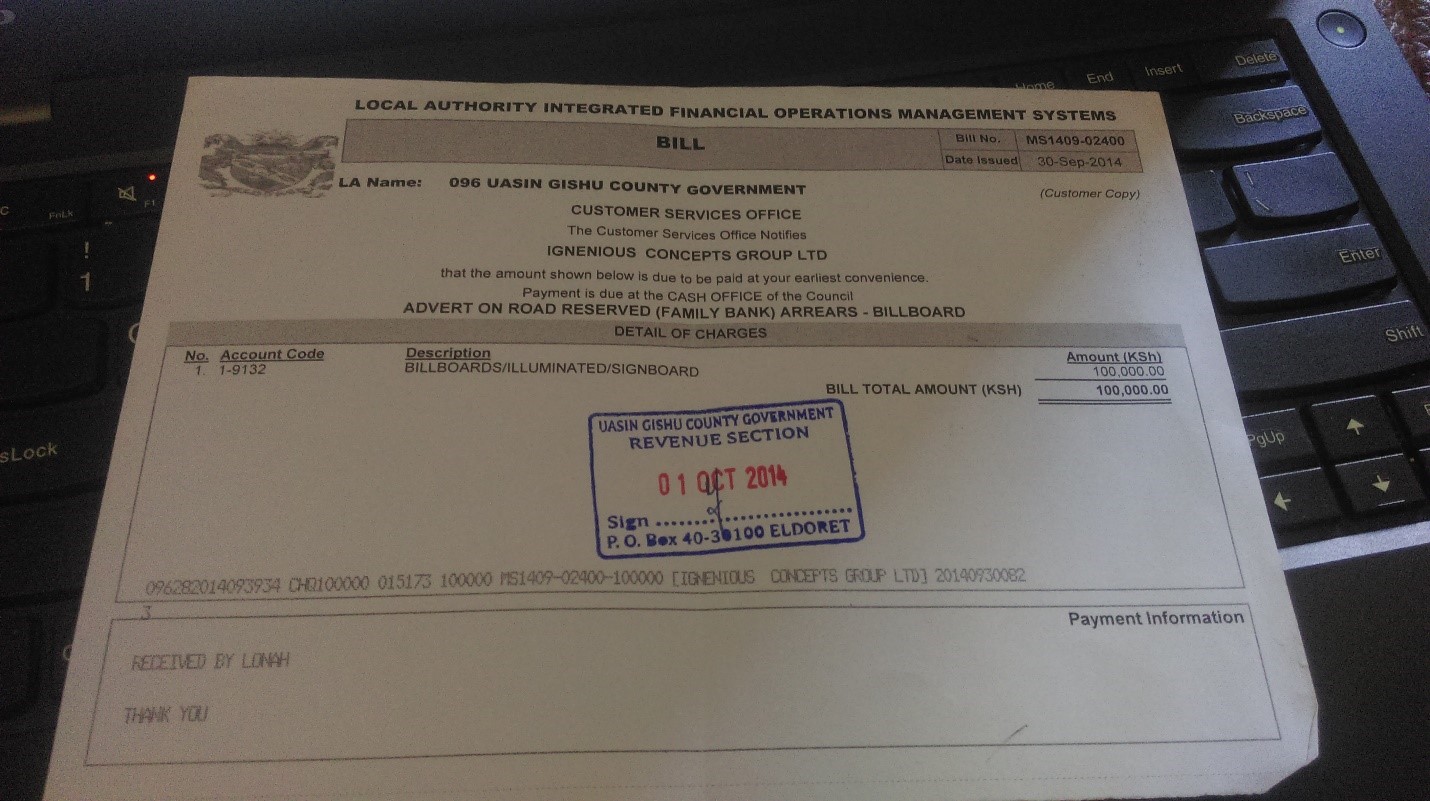 LOCAL AUTHORITY INTEGRATED FINANCIAL OPERATIONS MANAGEMENT SYSTEMS
BILL
Bill No. MS1409-02400
Date Issued 30-Sep-2014
LA Name: 096 UASIN GISHU COUNTY GOVERNMENT
(Customer Copy)
CUSTOMER SERVICES OFFICE
The Customer Services Office Notifies
IGNENIOUS CONCEPTS GROUP LTD
that the amount shown below is due to be paid at your earliest convenience.
Payment is due at the CASH OFFICE of the Council
ADVERT ON ROAD RESERVED (FAMILY BANK) ARREARS - BILLBOARD
DETAIL OF CHARGES
No. Account Code Description Amount (KSh)
1. 1-9132 BILLBOARDS/ILLUMINATED/SIGNBOARD 100,000.00
BILL TOTAL AMOUNT (KSH) 100,000.00
UASIN GISHU COUNTY GOVERNMENT
REVENUE SECTION
01 OCT 2014
Sign
P. O. Box 40-30100 ELDORET
096282014093934 CHQ100000 015173 100000 MS1409-02400-100000 [IGNENIOUS CONCEPTS GROUP LTD] 20140930082
3
Payment Information
RECEIVED BY LONAH
THANK YOU
Home End Insert Delete
Backspace
Enter
Shift
PgUp
FnLk
F1
!
1
sLock